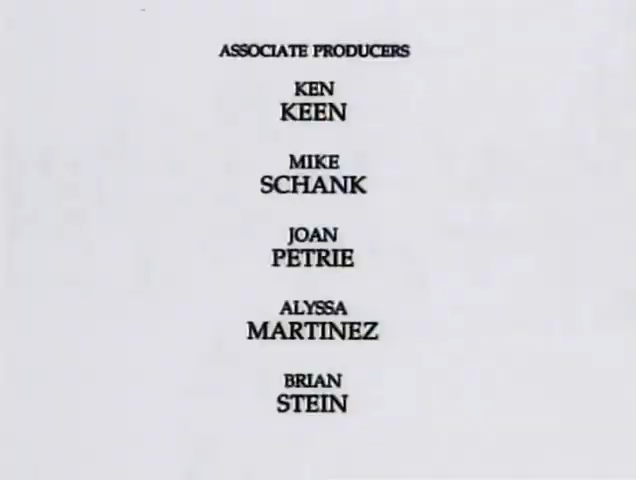 ASSOCIATE PRODUCERS
KEN
KEEN
MIKE
SCHANK
JOAN
PETRIE
ALYSSA
MARTINEZ
BRIAN
STEIN